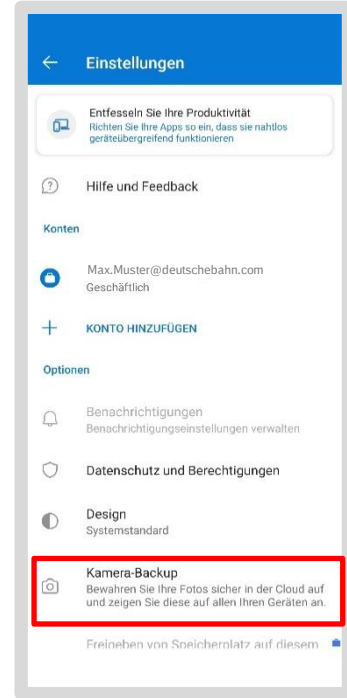 Einstellungen
Entfesseln Sie Ihre Produktivität
Richten Sie Ihre Apps so ein, dass sie nahtlos
geräteübergreifend funktionieren
Hilfe und Feedback
Konten
Max.Muster@deutschebahn.com
Geschäftlich
KONTO HINZUFÜGEN
Optionen
Benachrichtigungen
Benachrichtigungseinstellungen verwalten
Datenschutz und Berechtigungen
Design
Systemstandard
Kamera-Backup
Bewahren Sie Ihre Fotos sicher in der Cloud auf
und zeigen Sie diese auf allen Ihren Geräten an.
Freigeben von Speicherplatz auf diesem